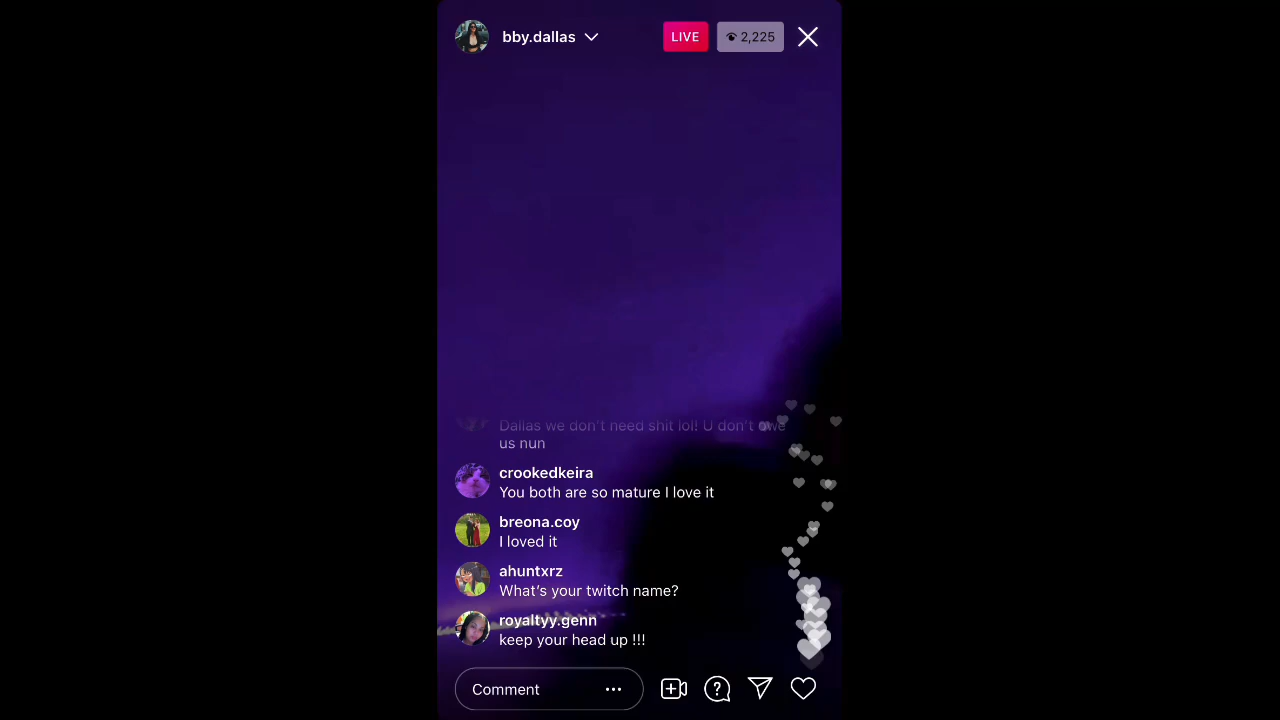 bby.dallas
LIVE
2,225
Dallas we don't need shit lol! U don't owe
us nun
crookedkeira
You both are so mature I love it
breona.coy
I loved it
ahuntxrz
What's your twitch name?
royaltyy.genn
keep your head up !!!
Comment